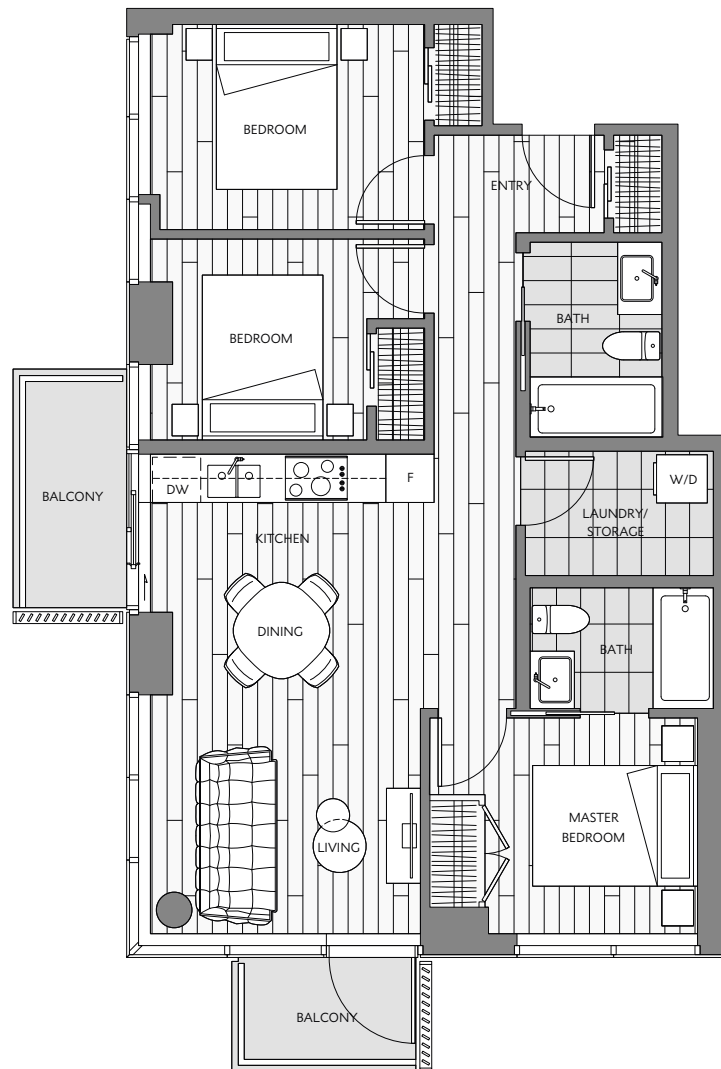 BEDROOM
ENTRY
BEDROOM
BATH
DW
F
W/D
BALCONY
LAUNDRY/
STORAGE
KITCHEN
DINING
BATH
MASTER
BEDROOM
LIVING
BALCONY